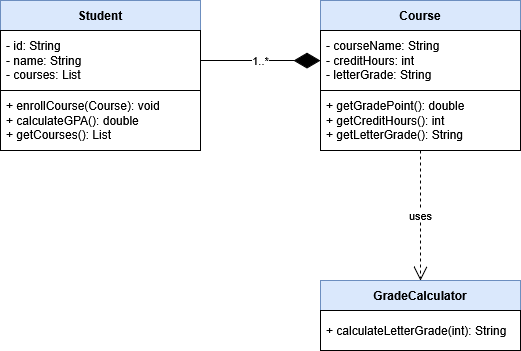 Student
- id: String
- name: String
- courses: List
+ enrollCourse(Course): void
+ calculateGPA(): double
+ getCourses(): List
1..*
Course
- courseName: String
- creditHours: int
- letterGrade: String
+ getGradePoint(): double
+ getCreditHours(): int
+ getLetterGrade(): String
uses
GradeCalculator
+ calculateLetterGrade(int): String